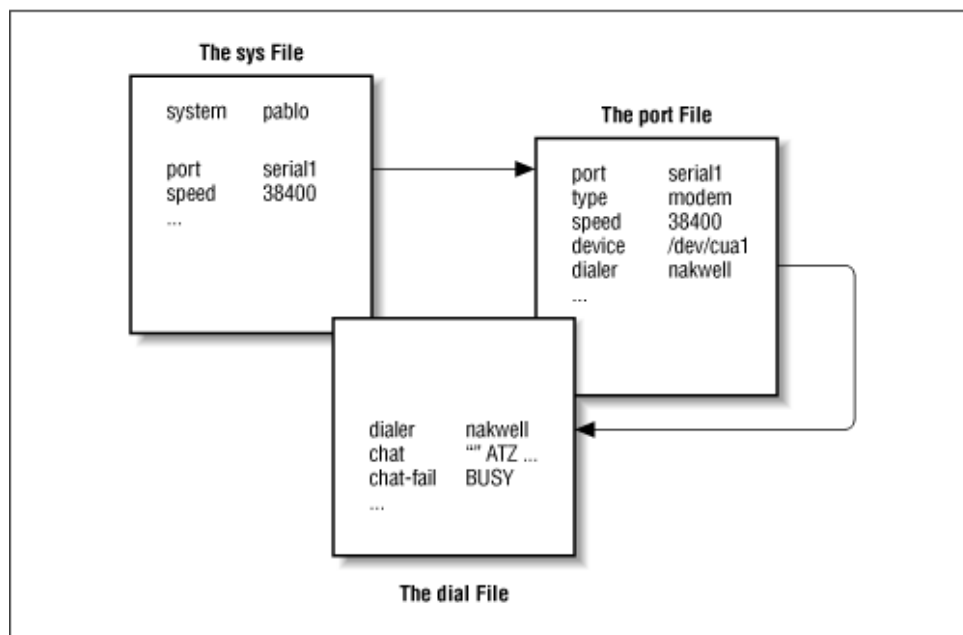 The sys File
system pablo
port serial1
speed 38400
...
The port File
port serial1
type modem
speed 38400
device /dev/cua1
dialer nakwell
...
dialer nakwell
chat “” ATZ ...
chat-fail BUSY
...
The dial File